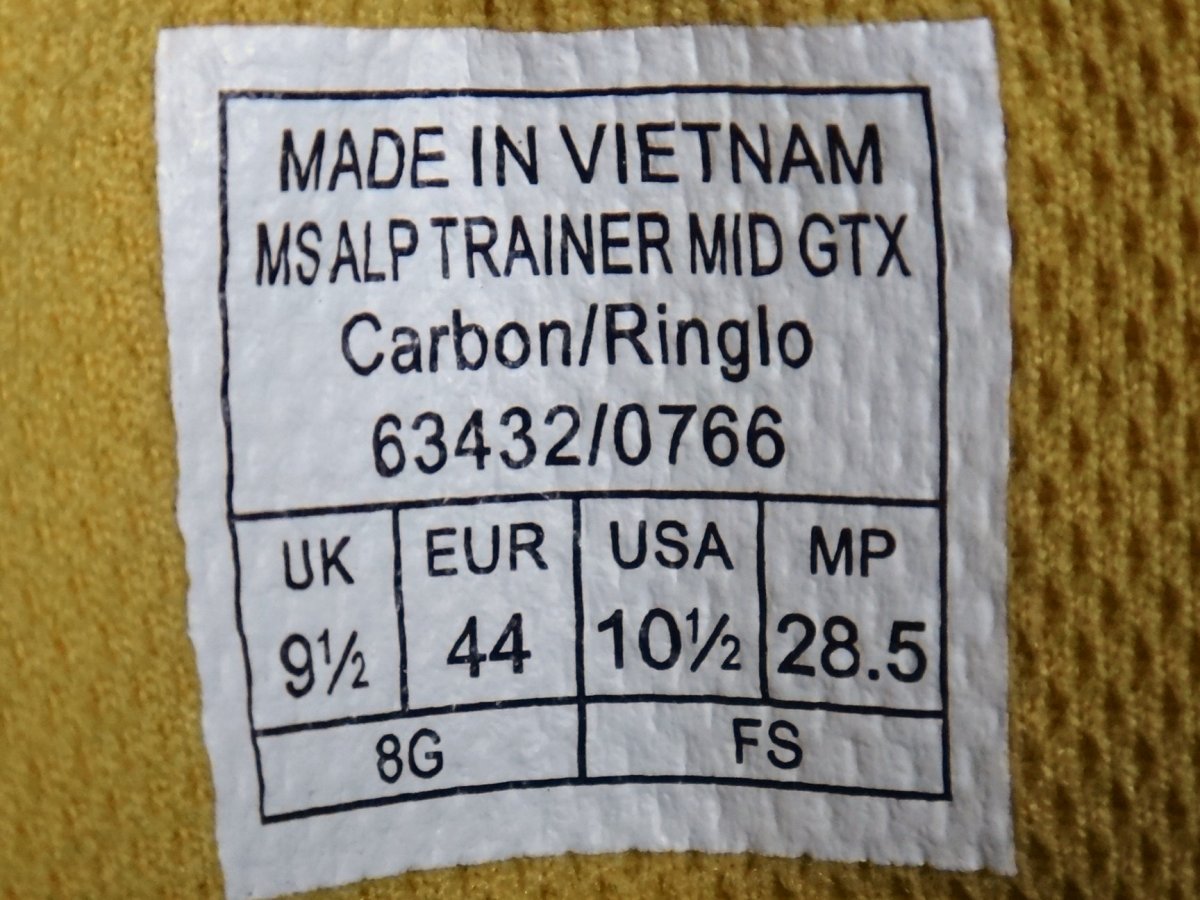 MADE IN VIETNAM
MS ALP TRAINER MID GTX
Carbon/Ringlo
63432/0766
UK EUR USA MP
9½ 44 10½ 28.5
8G FS